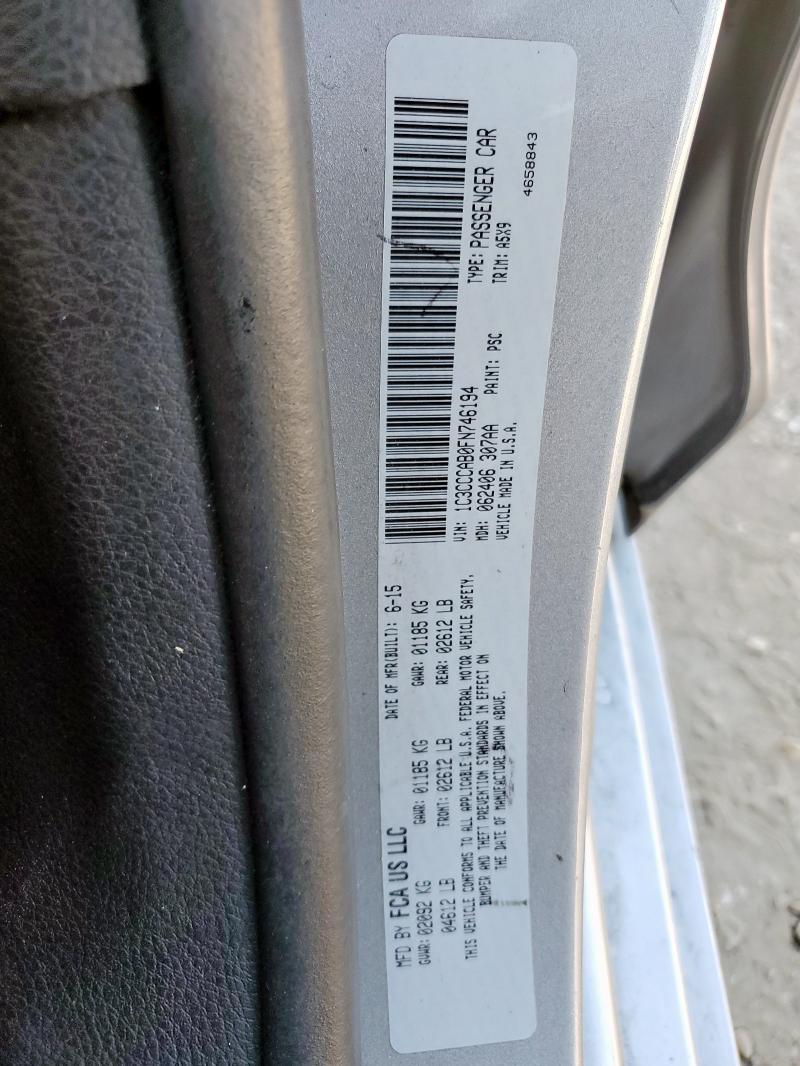 MFD BY FCA US LLC
DATE OF MFR(BUILT): 6-15
GVWR: 02092 KG GAWR: 01185 KG GAWR: 01185 KG
04612 LB FRONT: 02612 LB REAR: 02612 LB
THIS VEHICLE CONFORMS TO ALL APPLICABLE U.S.A. FEDERAL MOTOR VEHICLE SAFETY,
BUMPER AND THEFT PREVENTION STANDARDS IN EFFECT ON
THE DATE OF MANUFACTURE SHOWN ABOVE.
VIN: 1C3CCCAB0FN746194 TYPE: PASSENGER CAR
MDH: 062406 307AA PAINT: PSC TRIM: A5X9
VEHICLE MADE IN U.S.A.
4658843